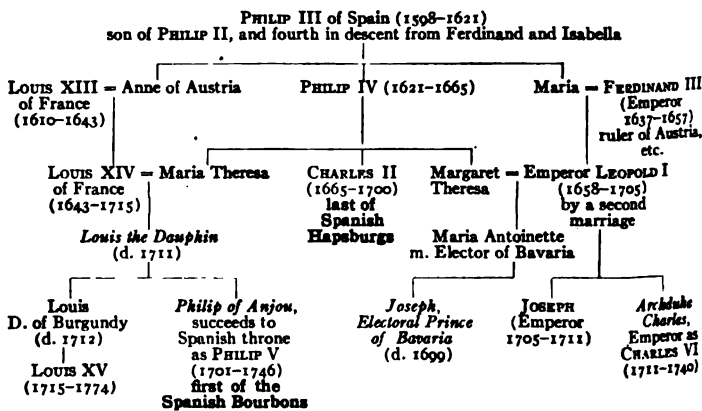 PHILIP III of Spain (1598–1621)
son of PHILIP II, and fourth in descent from Ferdinand and Isabella
LOUIS XIII = Anne of Austria
of France
(1610–1643)
PHILIP IV (1621–1665)
Maria = FERDINAND III
(Emperor
1637–1657)
ruler of Austria,
etc.
LOUIS XIV = Maria Theresa
of France
(1643–1715)
CHARLES II
(1665–1700)
last of
Spanish
Hapsburgs
Margaret = Emperor LEOPOLD I
Theresa
(1658–1705)
by a second
marriage
Louis the Dauphin
(d. 1711)
Maria Antoinette
m. Elector of Bavaria
Louis
D. of Burgundy
(d. 1712)
LOUIS XV
(1715–1774)
Philip of Anjou,
succeeds to
Spanish throne
as PHILIP V
(1701–1746)
first of the
Spanish Bourbons
Joseph,
Electoral Prince
of Bavaria
(d. 1699)
JOSEPH
(Emperor
1705–1711)
Archduke
Charles,
Emperor as
CHARLES VI
(1711–1740)